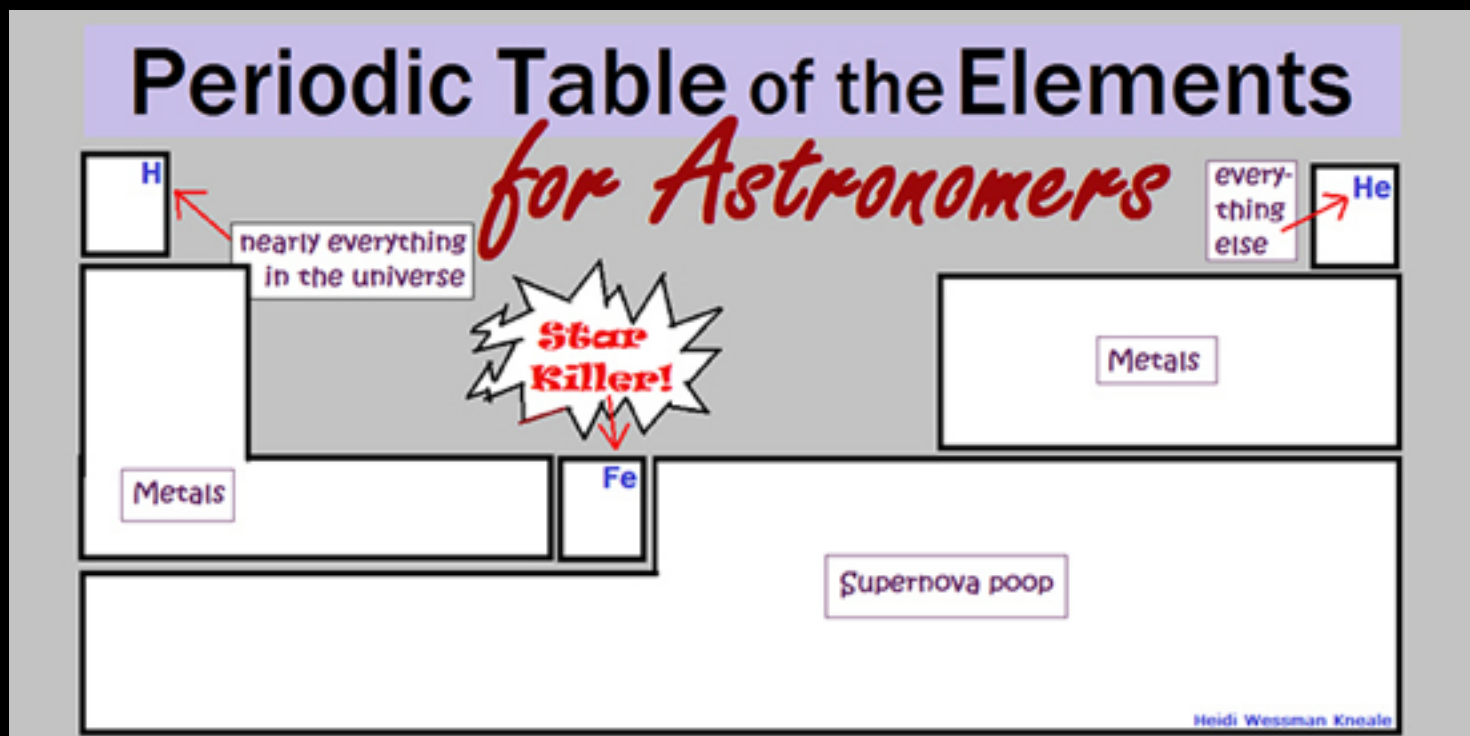 Periodic Table of the Elements
for Astronomers
H
nearly everything
in the universe
every-
thing
else
He
Star
Killer!
Metals
Metals
Fe
Supernova poop
Heidi Wessman Kneale